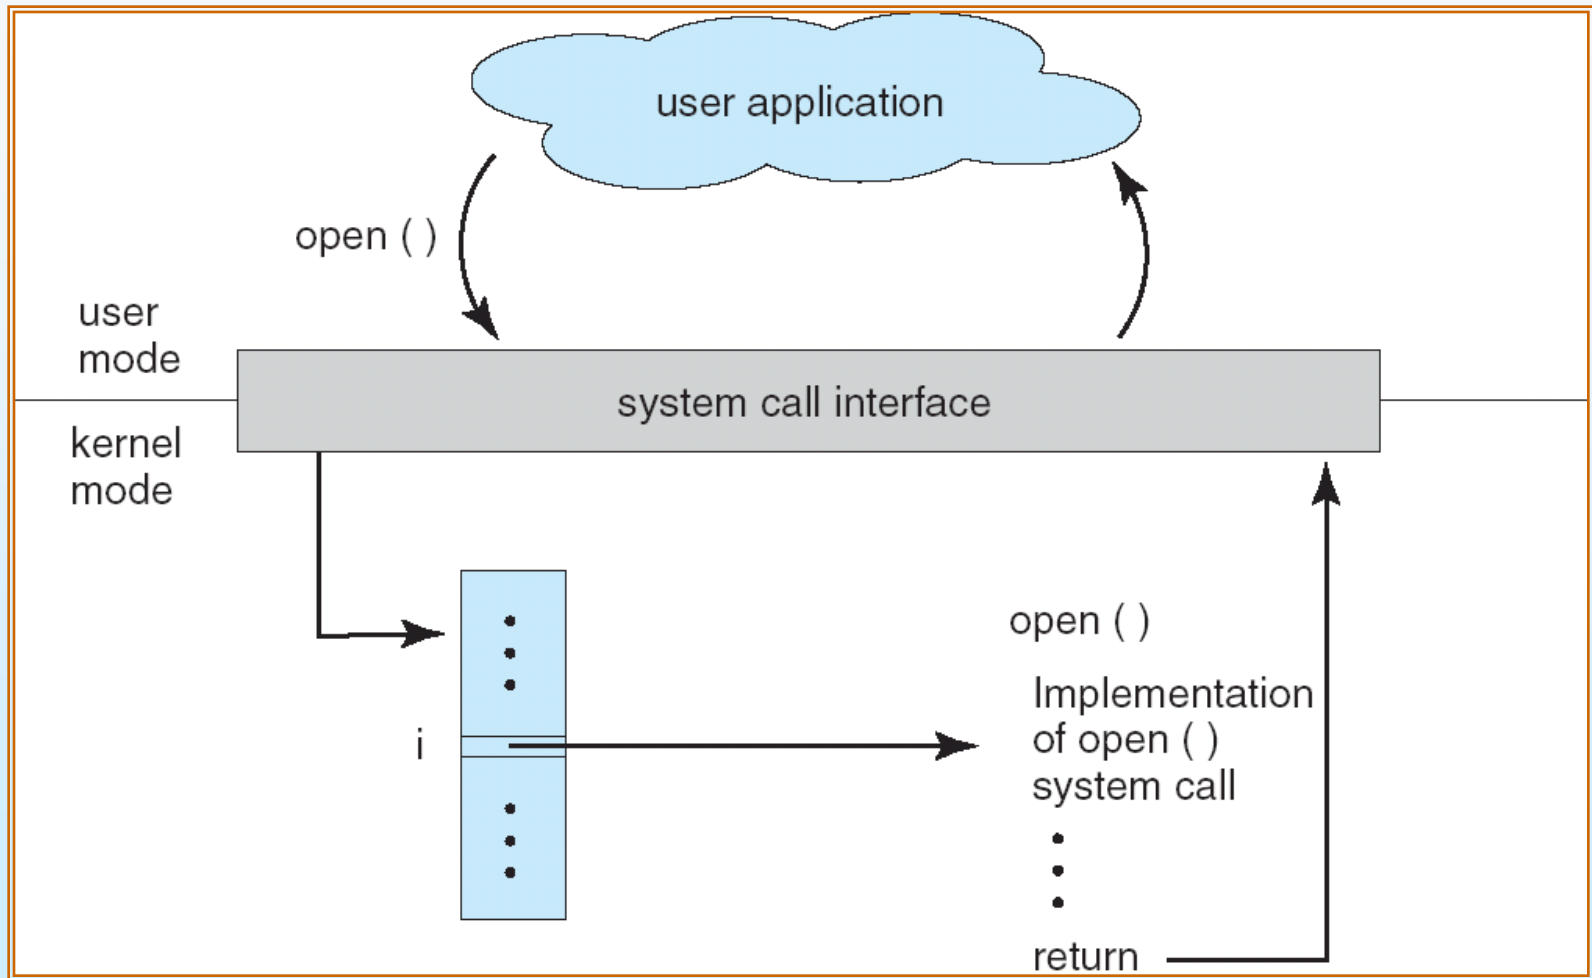 user application
open ( )
user
mode
system call interface
kernel
mode
open ( )
Implementation
of open ( )
system call
i
return